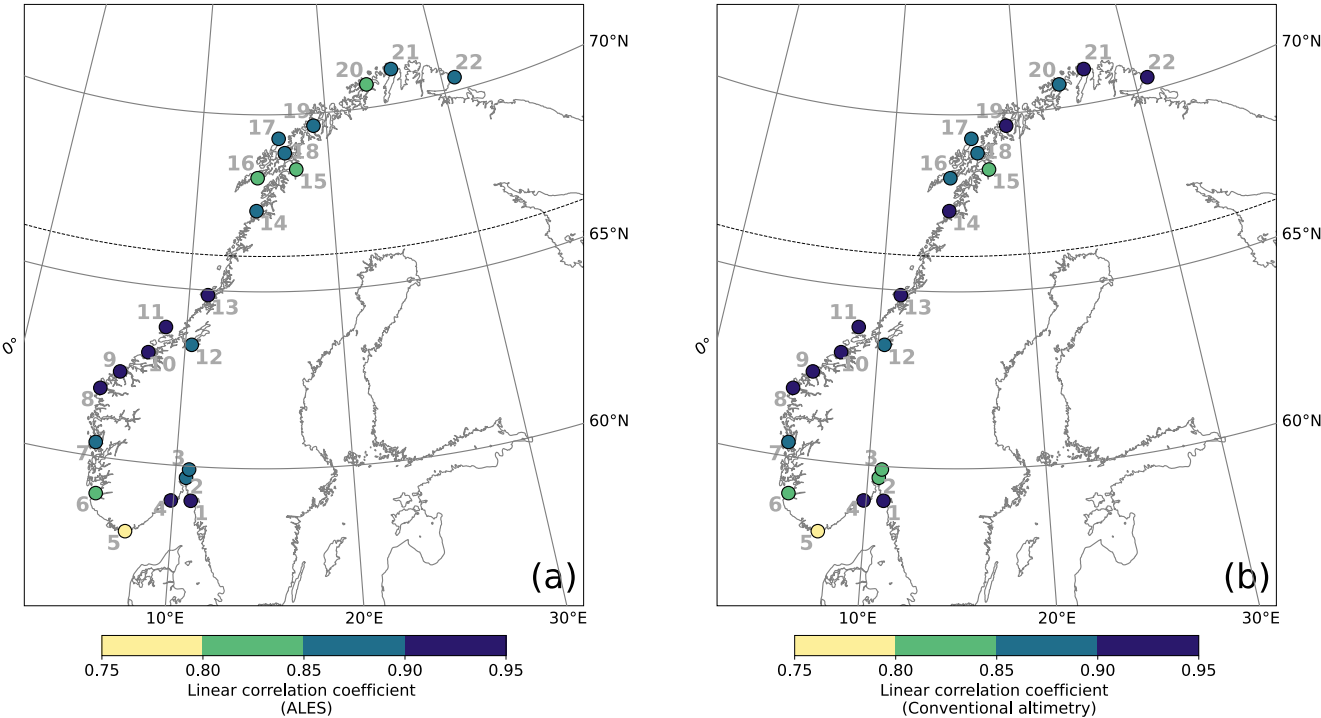 20 21 22
19
17
18
16
15
14
11 13
12
9 10
8
7
3
6 4 2
1
5
(a)
0°
10°E 20°E 30°E
70°N
65°N
60°N
0.75 0.80 0.85 0.90 0.95
Linear correlation coefficient
(ALES)
20 21 22
19
17
18
16
15
14
11 13
12
9 10
8
7
3
6 4 2
1
5
(b)
0°
10°E 20°E 30°E
70°N
65°N
60°N
0.75 0.80 0.85 0.90 0.95
Linear correlation coefficient
(Conventional altimetry)